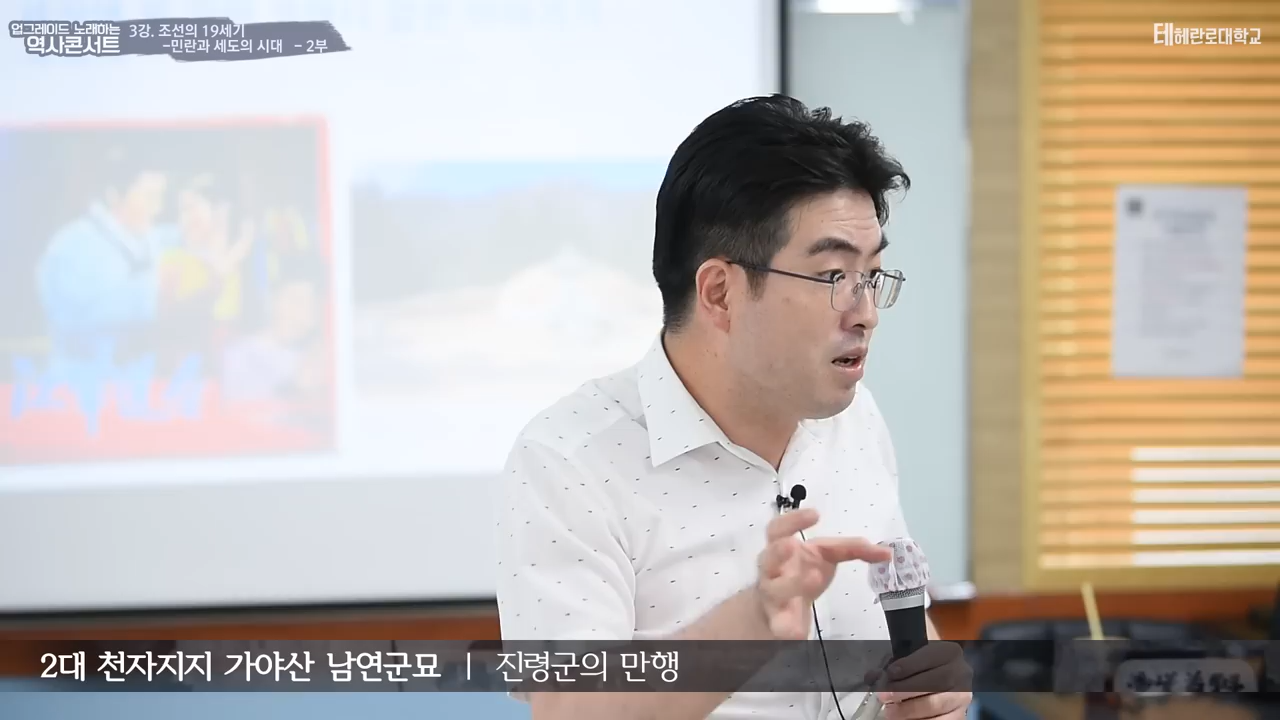 업그레이드 노래하는
역사콘서트
3강. 조선의 19세기
-민란과 세도의 시대 - 2부
테헤란로대학교
2대 천자지지 가야산 남연군묘 | 진령군의 만행